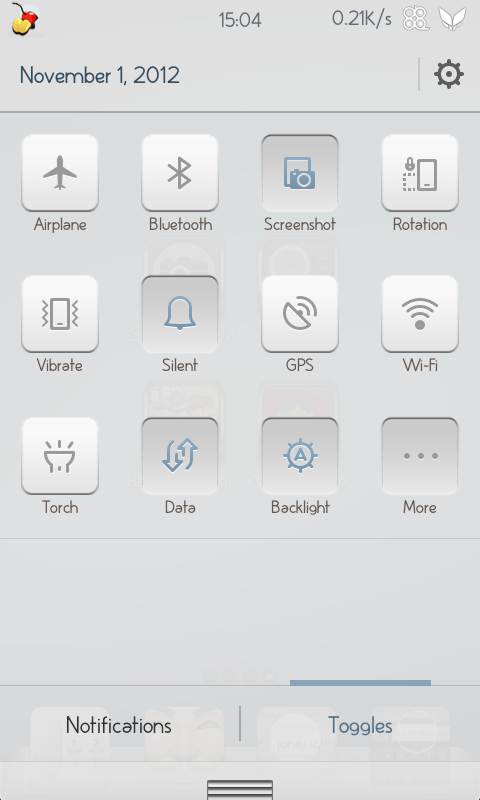 15:04 0.21K/s
November 1, 2012
Airplane Bluetooth Screenshot Rotation
Vibrate Silent GPS Wi-Fi
Torch Data Backlight More
Notifications Toggles